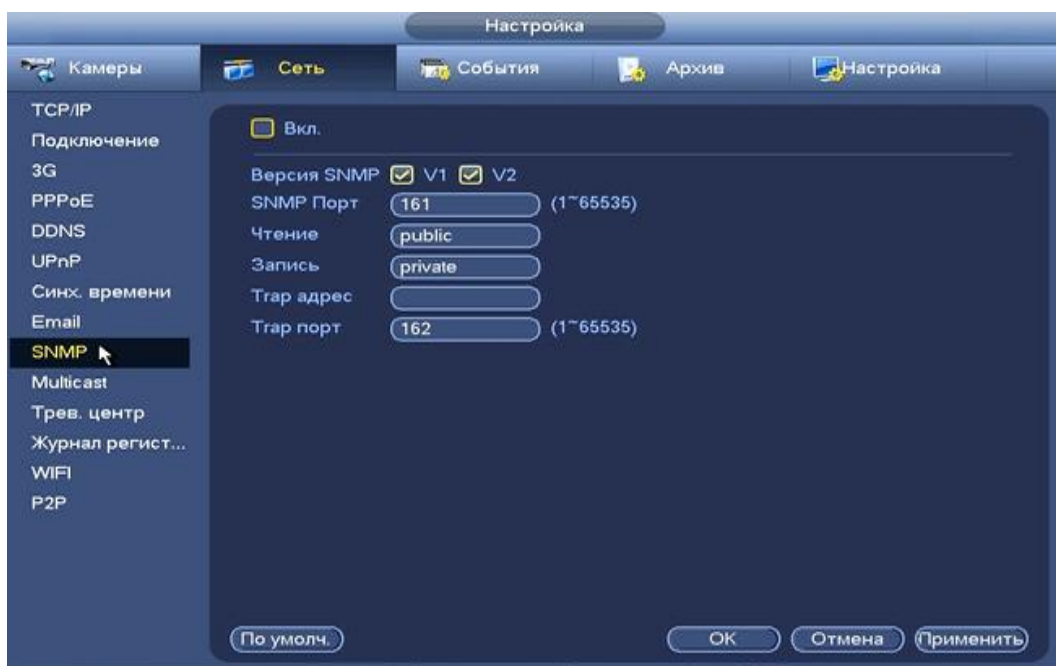 Настройка
Камеры Сеть События Архив Настройка
TCP/IP
Подключение
3G
PPPoE
DDNS
UPnP
Синх. времени
Email
SNMP
Multicast
Трев. центр
Журнал регист...
WIFI
P2P
Вкл.
Версия SNMP V1 V2
SNMP Порт 161 (1~65535)
Чтение public
Запись private
Trap адрес
Trap порт 162 (1~65535)
По умолч. OK Отмена Применить